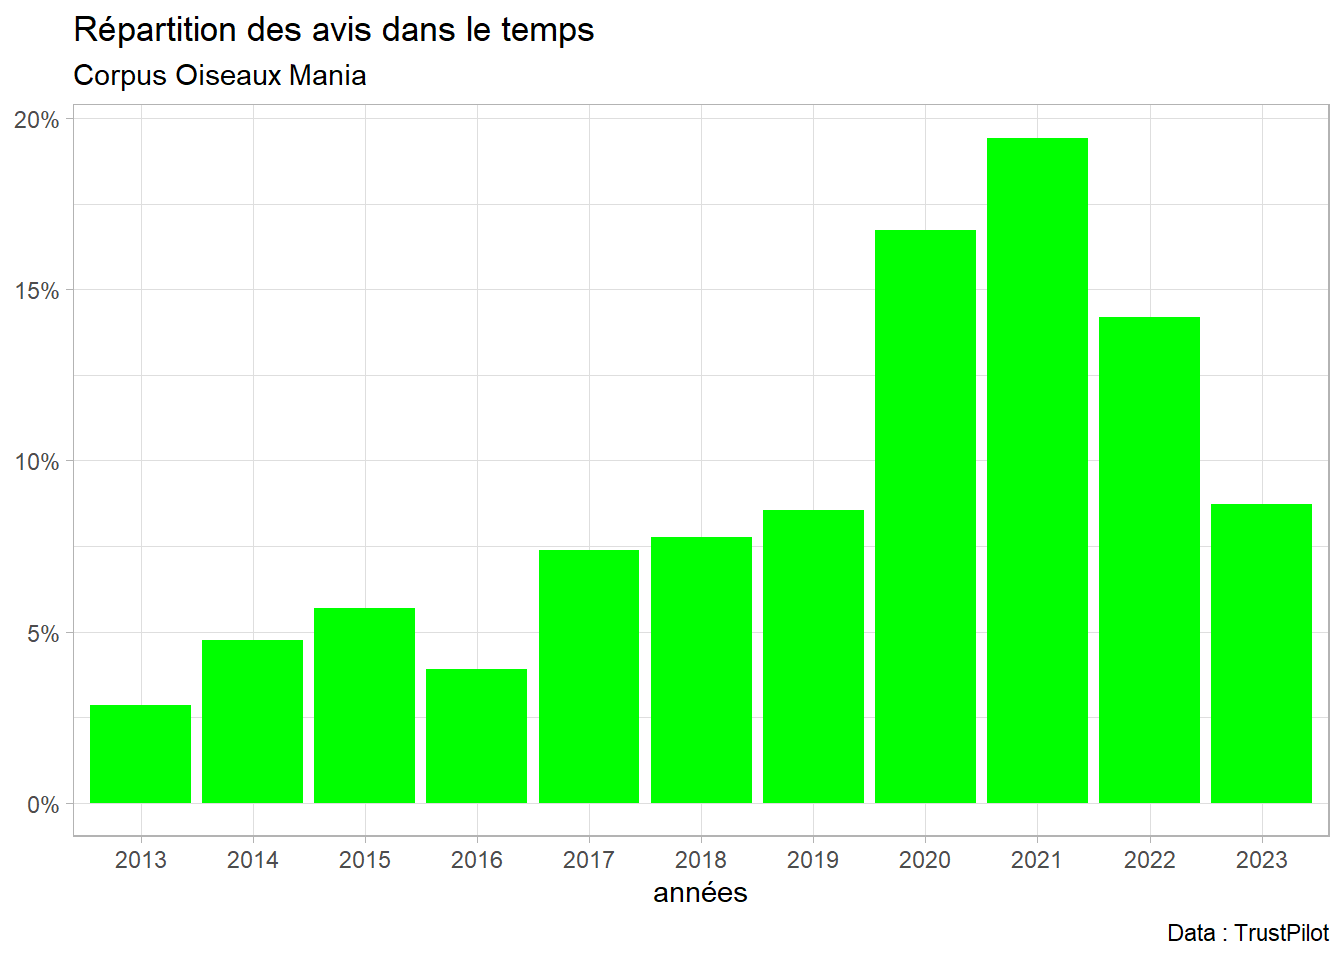 Répartition des avis dans le temps
Corpus Oiseaux Mania
20%
15%
10%
5%
0%
2013 2014 2015 2016 2017 2018 2019 2020 2021 2022 2023
années
Data : TrustPilot